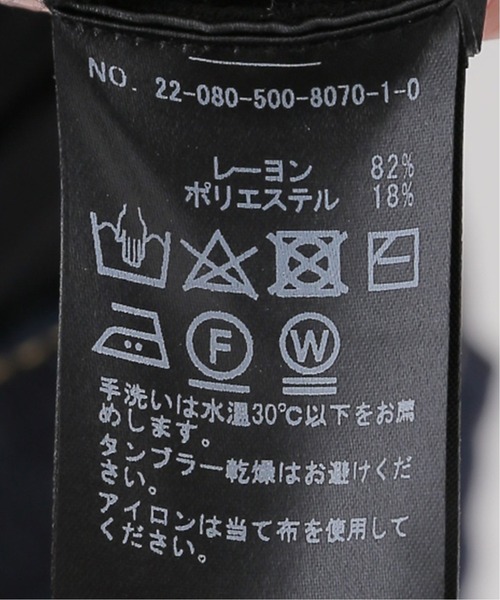 NO. 22-080-500-8070-1-0
レーヨン 82%
ポリエステル 18%
F W
手洗いは水温30℃以下をお薦
めします。
タンブラー乾燥はお避けくだ
さい。
アイロンは当て布を使用して
ください。